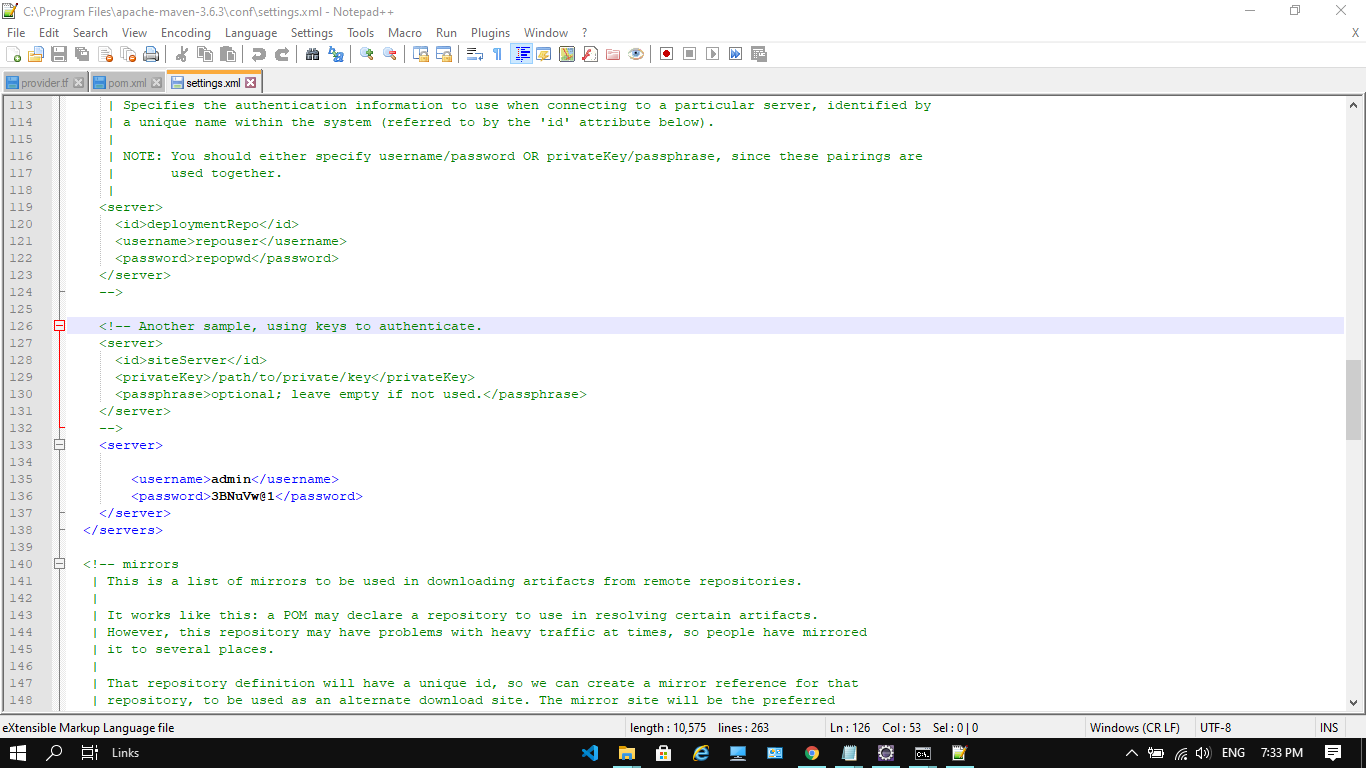 C:\Program Files\apache-maven-3.6.3\conf\settings.xml - Notepad++
File Edit Search View Encoding Language Settings Tools Macro Run Plugins Window ? X
provider.tf pom.xml settings.xml
113 | Specifies the authentication information to use when connecting to a particular server, identified by
114 | a unique name within the system (referred to by the 'id' attribute below).
115 |
116 | NOTE: You should either specify username/password OR privateKey/passphrase, since these pairings are
117 | used together.
118 |
119 <server>
120 <id>deploymentRepo</id>
121 <username>repouser</username>
122 <password>repopwd</password>
123 </server>
124 -->
125
126 <!-- Another sample, using keys to authenticate.
127 <server>
128 <id>siteServer</id>
129 <privateKey>/path/to/private/key</privateKey>
130 <passphrase>optional; leave empty if not used.</passphrase>
131 </server>
132 -->
133 <server>
134
135 <username>admin</username>
136 <password>3BNuVw@1</password>
137 </server>
138 </servers>
139
140 <!-- mirrors
141 | This is a list of mirrors to be used in downloading artifacts from remote repositories.
142 |
143 | It works like this: a POM may declare a repository to use in resolving certain artifacts.
144 | However, this repository may have problems with heavy traffic at times, so people have mirrored
145 | it to several places.
146 |
147 | That repository definition will have a unique id, so we can create a mirror reference for that
148 | repository, to be used as an alternate download site. The mirror site will be the preferred
eXtensible Markup Language file length : 10,575 lines : 263 Ln : 126 Col : 53 Sel : 0 | 0 Windows (CR LF) UTF-8 INS
Links ENG 7:33 PM